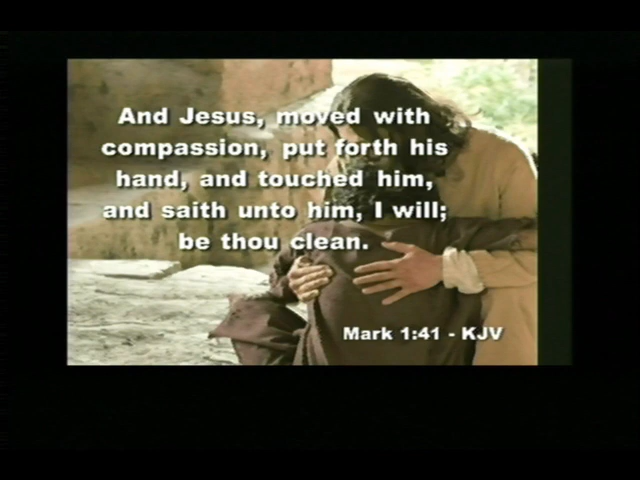 And Jesus, moved with
compassion, put forth his
hand, and touched him,
and saith unto him, I will;
be thou clean.
Mark 1:41 - KJV